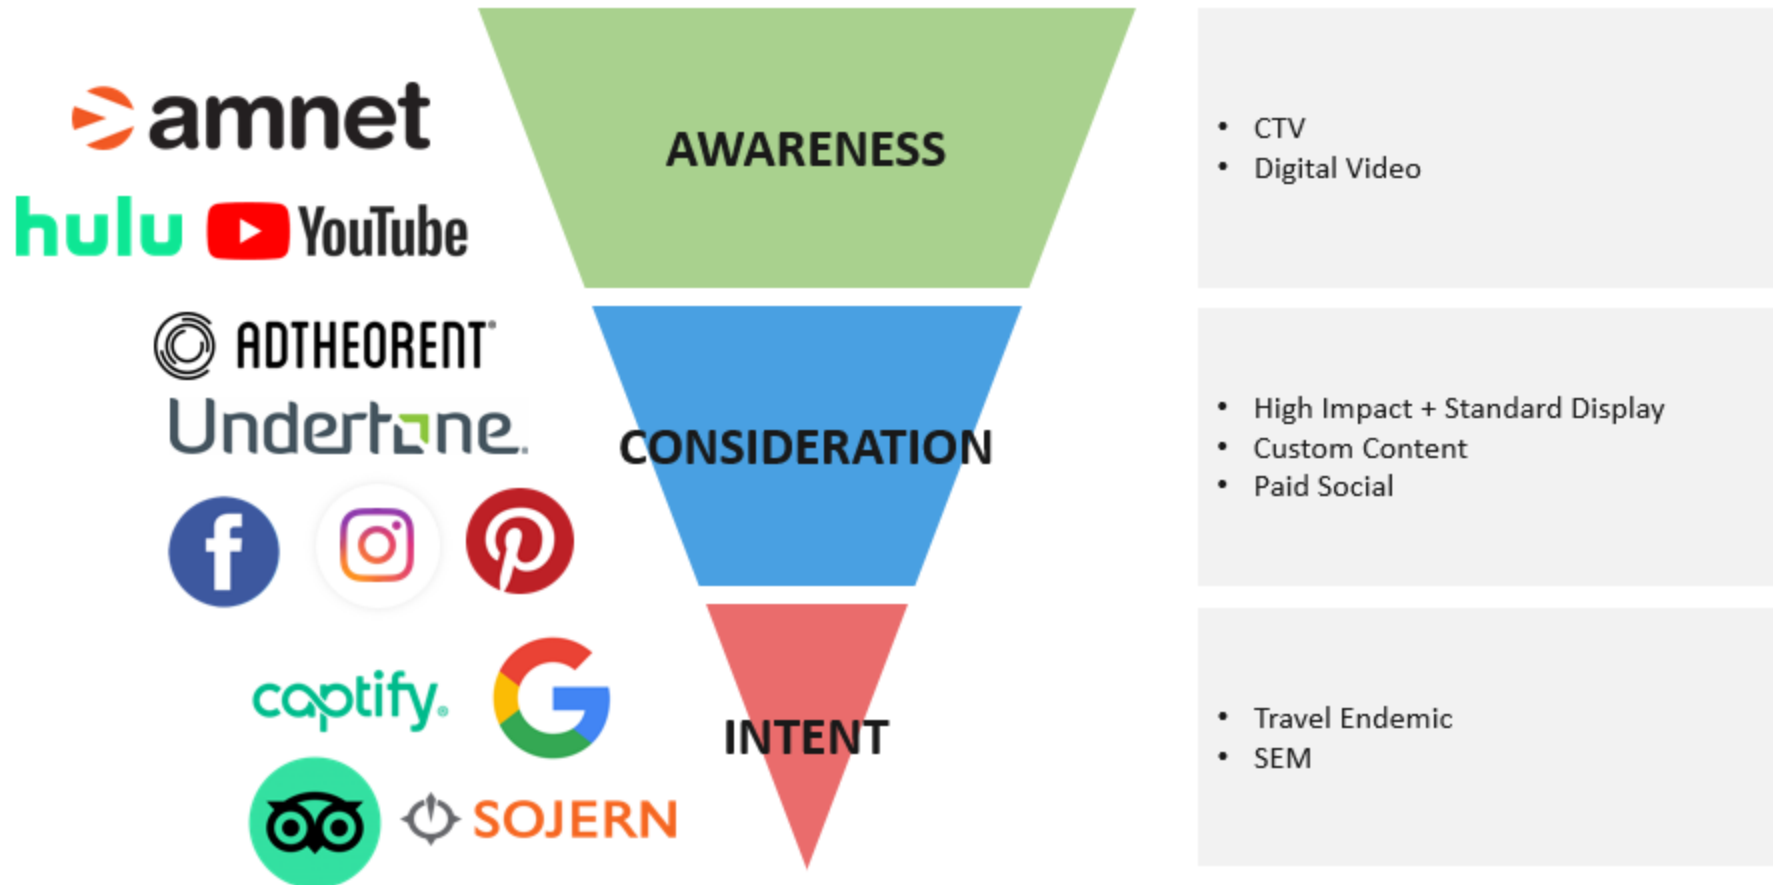 amnet
hulu YouTube
ADTHEORENT®
Undertone.
captify®
SOJERN
AWARENESS
CONSIDERATION
INTENT
• CTV
• Digital Video
• High Impact + Standard Display
• Custom Content
• Paid Social
• Travel Endemic
• SEM